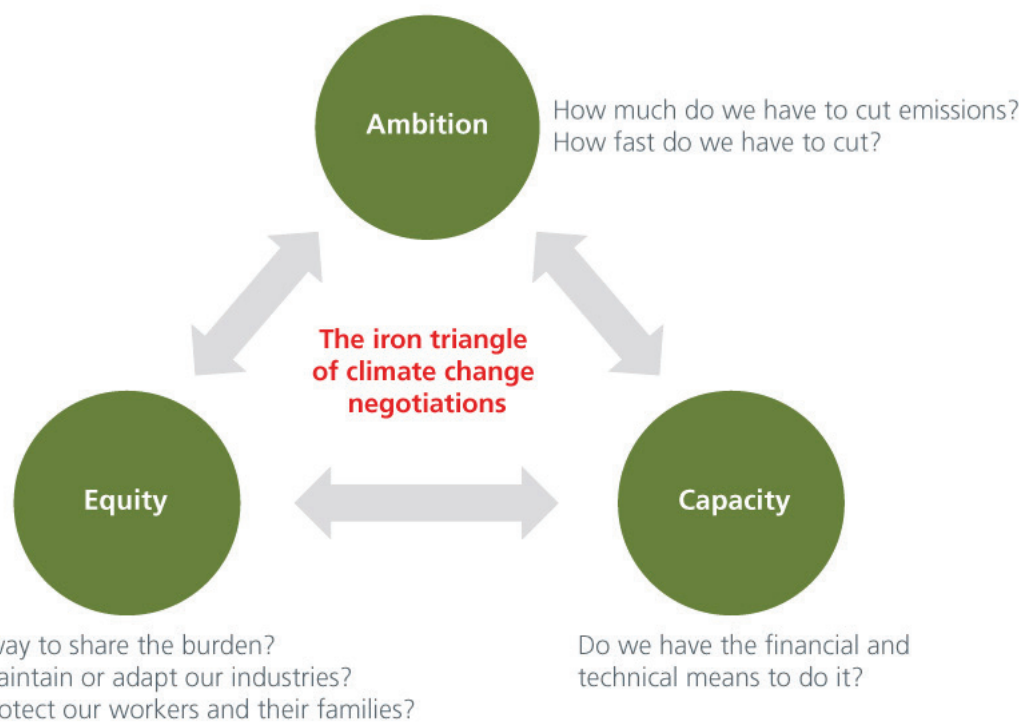 Ambition
How much do we have to cut emissions?
How fast do we have to cut?
The iron triangle
of climate change
negotiations
Equity
Capacity
way to share the burden?
or adapt our industries?
our workers and their families?
Do we have the financial and
technical means to do it?